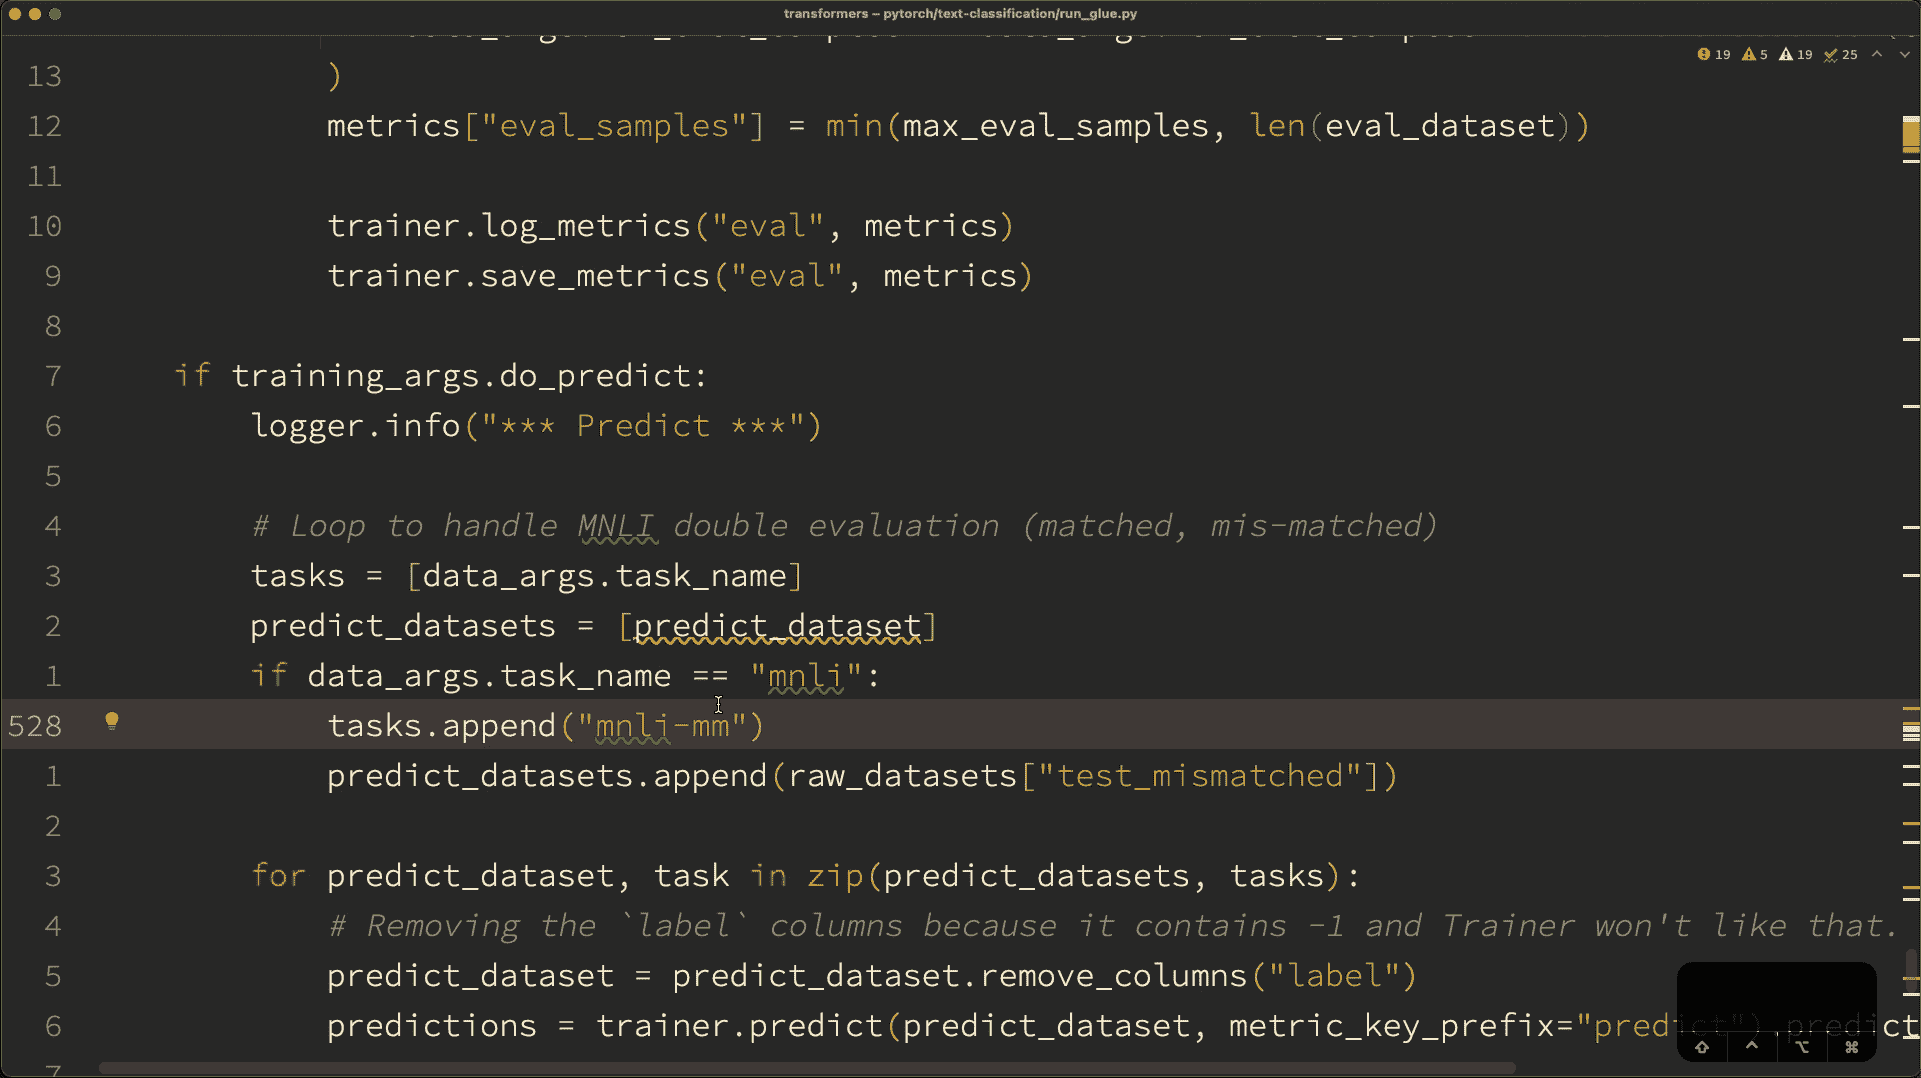 transformers – pytorch/text-classification/run_glue.py
19 5 19 25
13 )
12 metrics["eval_samples"] = min(max_eval_samples, len(eval_dataset))
11
10 trainer.log_metrics("eval", metrics)
9 trainer.save_metrics("eval", metrics)
8
7 if training_args.do_predict:
6 logger.info("*** Predict ***")
5
4 # Loop to handle MNLI double evaluation (matched, mis-matched)
3 tasks = [data_args.task_name]
2 predict_datasets = [predict_dataset]
1 if data_args.task_name == "mnli":
528 tasks.append("mnli-mm")
1 predict_datasets.append(raw_datasets["test_mismatched"])
2
3 for predict_dataset, task in zip(predict_datasets, tasks):
4 # Removing the `label` columns because it contains -1 and Trainer won't like that.
5 predict_dataset = predict_dataset.remove_columns("label")
6 predictions = trainer.predict(predict_dataset, metric_key_prefix="predict").predict
⇧ ⌃ ⌥ ⌘